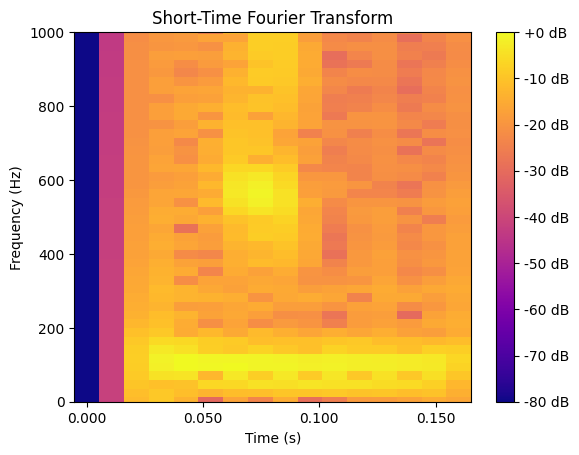 Short-Time Fourier Transform
1000
800
600
400
200
0
Frequency (Hz)
0.000
0.050
0.100
0.150
Time (s)
+0 dB
-10 dB
-20 dB
-30 dB
-40 dB
-50 dB
-60 dB
-70 dB
-80 dB